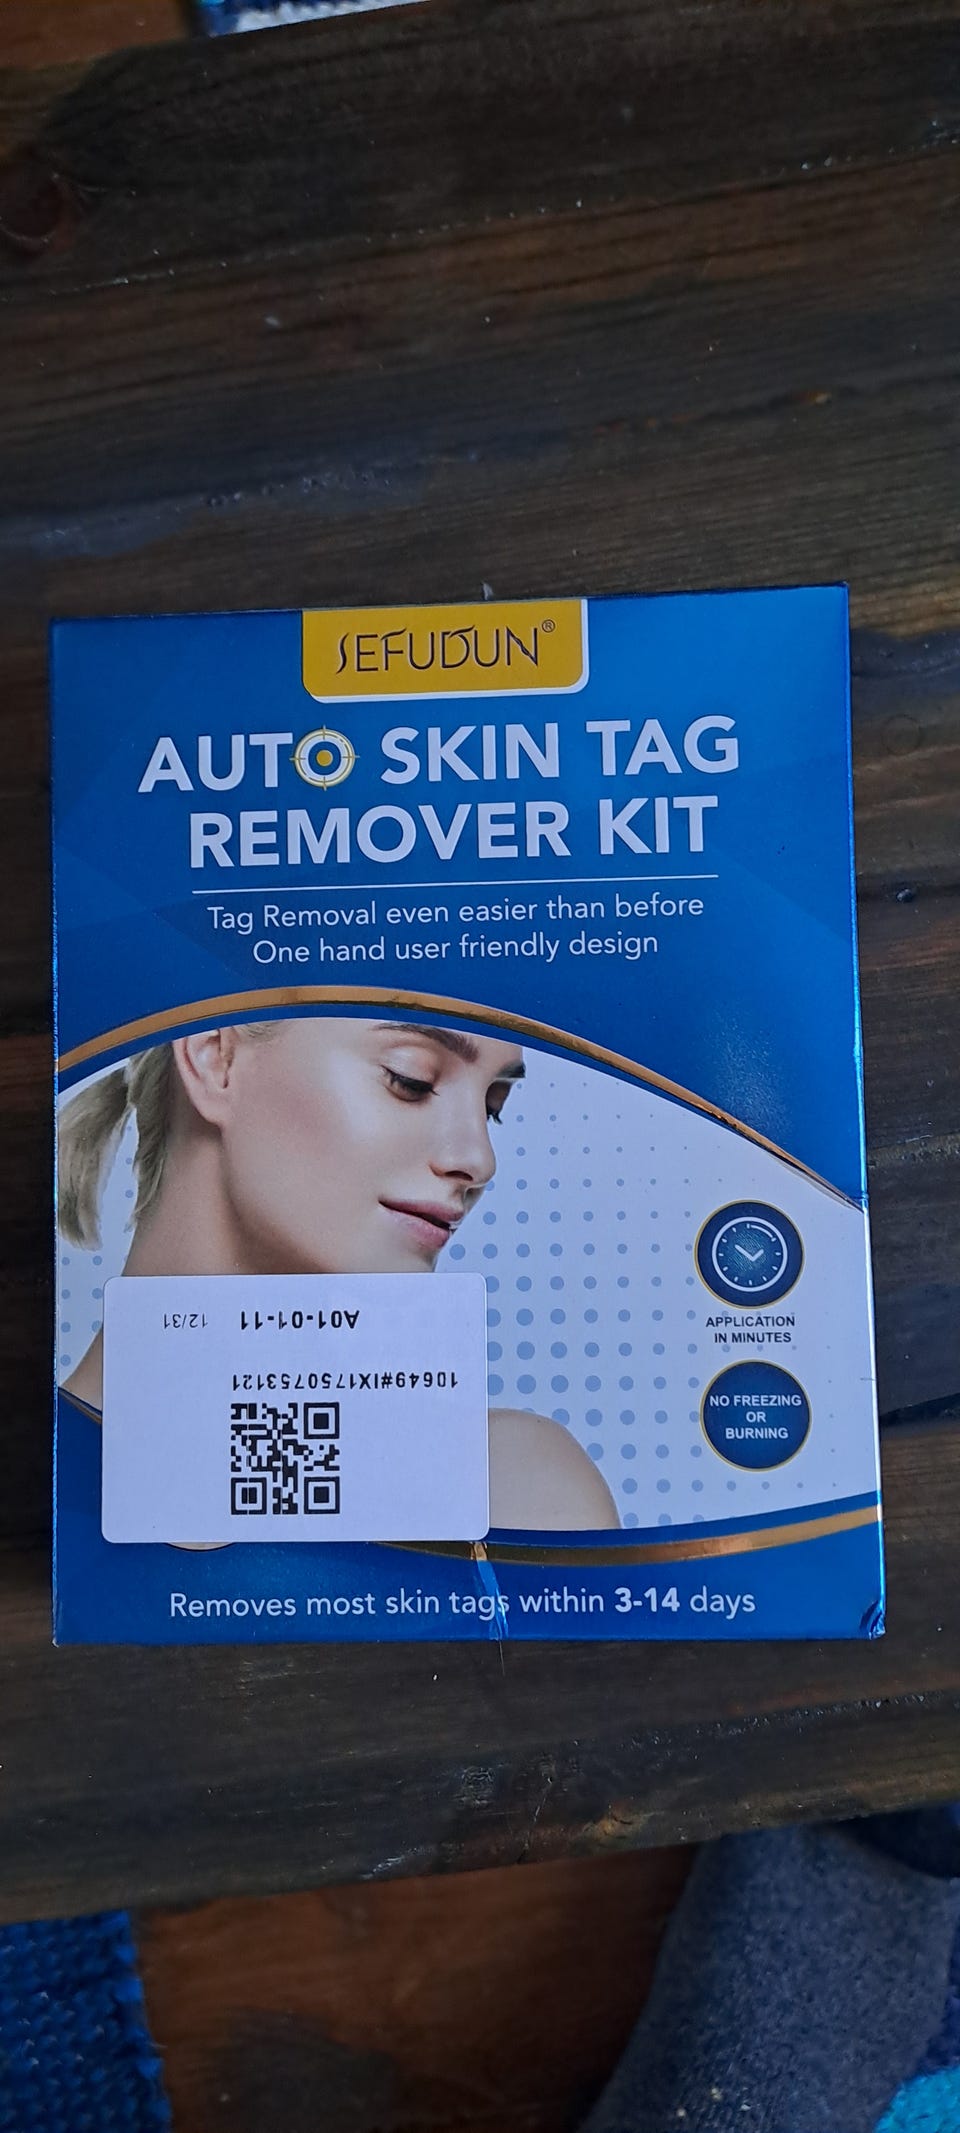 SEFUDUN®
AUTO SKIN TAG
REMOVER KIT
Tag Removal even easier than before
One hand user friendly design
APPLICATION
IN MINUTES
NO FREEZING
OR
BURNING
A01-01-11 12/31
10649#IX1750753121
Removes most skin tags within 3-14 days